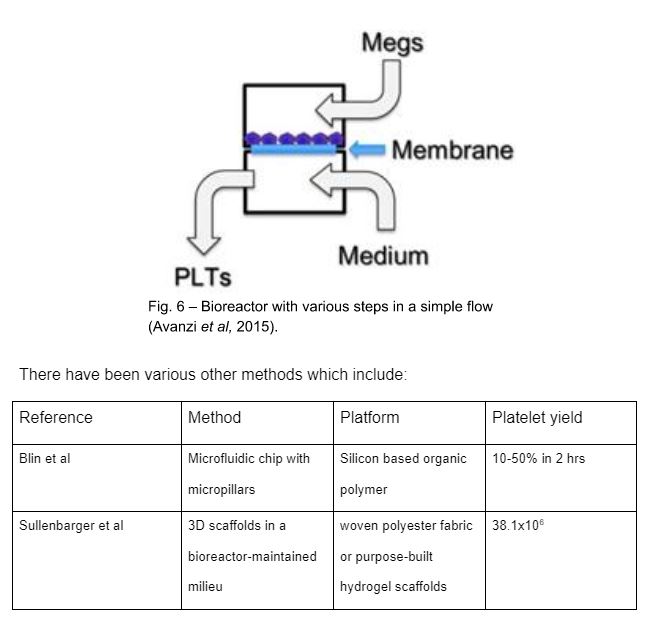 Megs
Membrane
Medium
PLTs
Fig. 6 – Bioreactor with various steps in a simple flow
(Avanzi et al, 2015).
There have been various other methods which include:
Reference Method Platform Platelet yield
Blin et al Microfluidic chip with Silicon based organic 10-50% in 2 hrs
micropillars polymer
Sullenbarger et al 3D scaffolds in a woven polyester fabric 38.1x10⁶
bioreactor-maintained or purpose-built
milieu hydrogel scaffolds